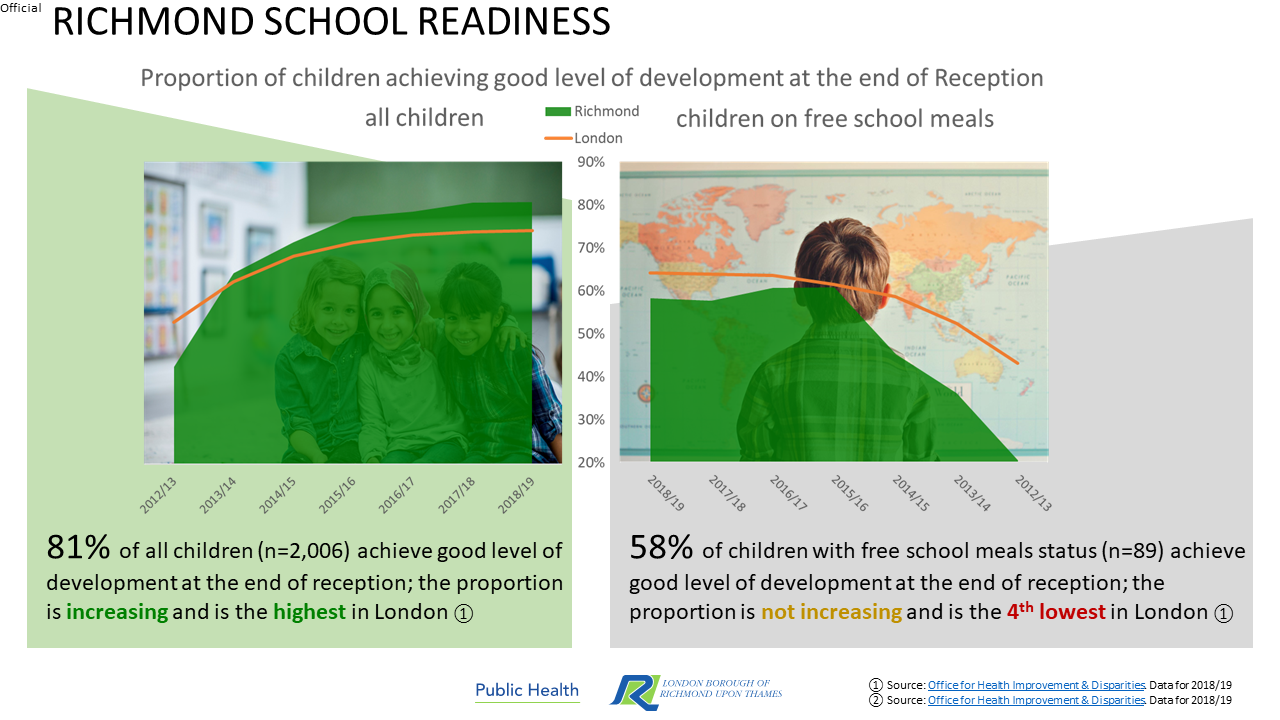 Official
RICHMOND SCHOOL READINESS
Proportion of children achieving good level of development at the end of Reception
all children
Richmond
London
children on free school meals
90%
80%
70%
60%
50%
40%
30%
20%
2012/13
2013/14
2014/15
2015/16
2016/17
2017/18
2018/19
2018/19
2017/18
2016/17
2015/16
2014/15
2013/14
2012/13
81% of all children (n=2,006) achieve good level of
development at the end of reception; the proportion
is increasing and is the highest in London ①
58% of children with free school meals status (n=89) achieve
good level of development at the end of reception; the
proportion is not increasing and is the 4th lowest in London ①
Public Health
LONDON BOROUGH OF
RICHMOND UPON THAMES
① Source: Office for Health Improvement & Disparities. Data for 2018/19
② Source: Office for Health Improvement & Disparities. Data for 2018/19